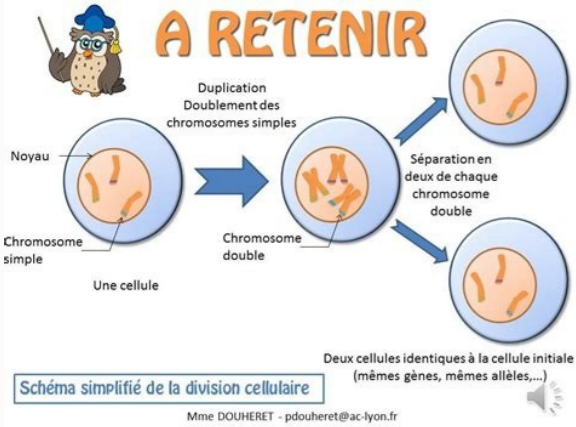 A RETENIR
Duplication
Doublement des
chromosomes simples
Noyau
Séparation en
deux de chaque
chromosome
double
Chromosome
simple
Chromosome
double
Une cellule
Deux cellules identiques à la cellule initiale
(mêmes gènes, mêmes allèles,...)
Schéma simplifié de la division cellulaire
Mme DOUHERET - pdouheret@ac-lyon.fr